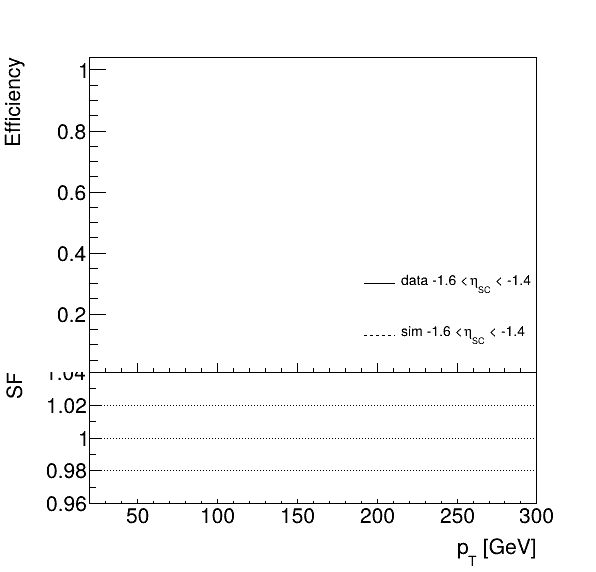 Efficiency
1
0.8
0.6
0.4
0.2
data -1.6 < η_SC < -1.4
sim -1.6 < η_SC < -1.4
SF
1.04
1.02
1
0.98
0.96
50 100 150 200 250 300
p_T [GeV]